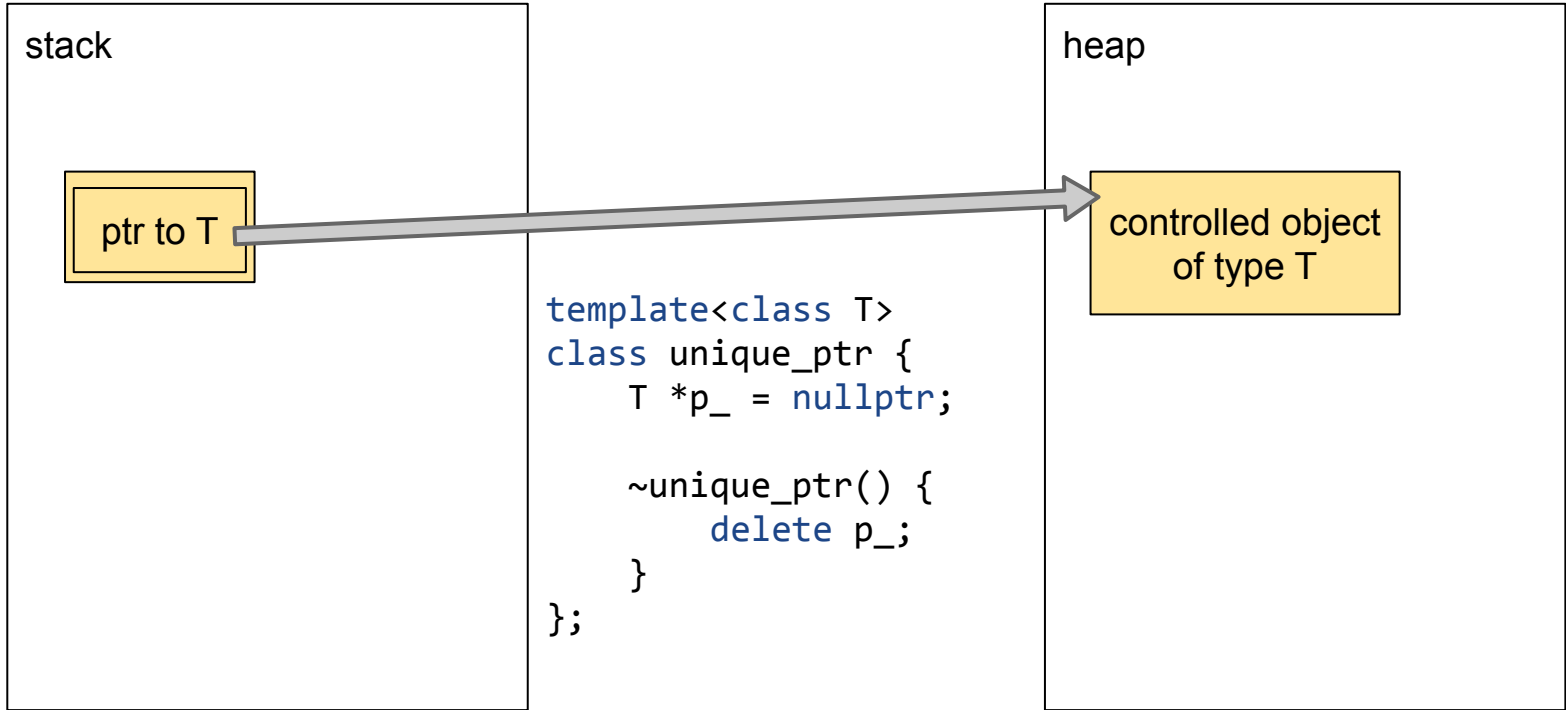 stack
heap
ptr to T
controlled object
of type T
template<class T>
class unique_ptr {
    T *p_ = nullptr;
    ~unique_ptr() {
        delete p_;
    }
};